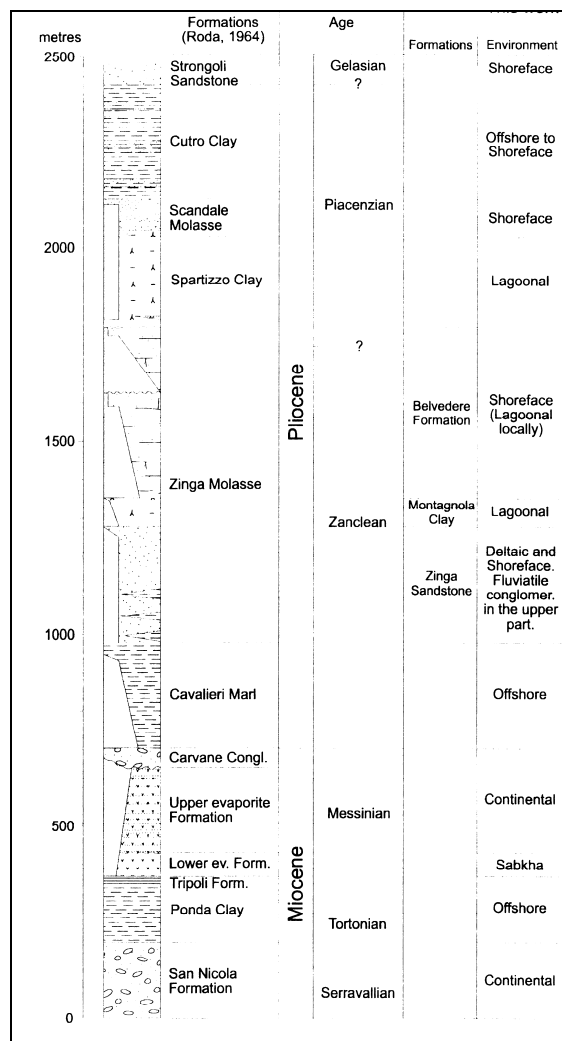 Formations
(Roda, 1964)
Age
metres
Formations
Environment
2500
Strongoli
Sandstone
Gelasian
?
Shoreface
Cutro Clay
Offshore to
Shoreface
Scandale
Molasse
Piacenzian
Shoreface
2000
Spartizzo Clay
Lagoonal
?
Pliocene
Belvedere
Formation
Shoreface
(Lagoonal
locally)
1500
Zinga Molasse
Zanclean
Montagnola
Clay
Lagoonal
Zinga
Sandstone
Deltaic and
Shoreface.
Fluviatile
conglomer.
in the upper
part.
1000
Cavalieri Marl
Offshore
Carvane Congl.
Upper evaporite
Formation
Messinian
Continental
500
Lower ev. Form.
Sabkha
Tripoli Form.
Miocene
Ponda Clay
Tortonian
Offshore
San Nicola
Formation
Serravallian
Continental
0